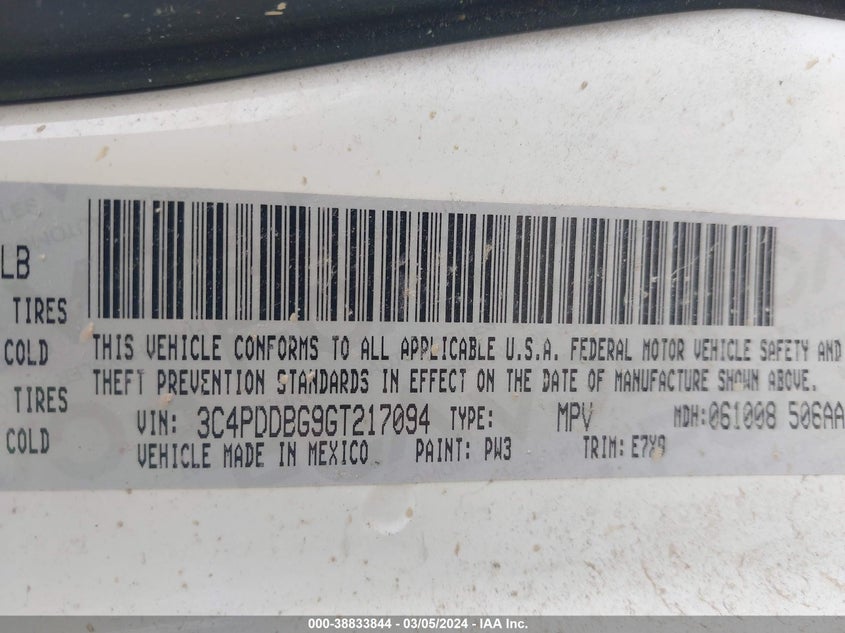 LB
TIRES
COLD
TIRES
COLD
THIS VEHICLE CONFORMS TO ALL APPLICABLE U.S.A. FEDERAL MOTOR VEHICLE SAFETY AND
THEFT PREVENTION STANDARDS IN EFFECT ON THE DATE OF MANUFACTURE SHOWN ABOVE.
VIN: 3C4PDDBG9GT217094 TYPE: MPV MDH:061008 506AA
VEHICLE MADE IN MEXICO PAINT: PW3 TRIM: E7X9
000-38833844 — 03/05/2024 — IAA Inc.